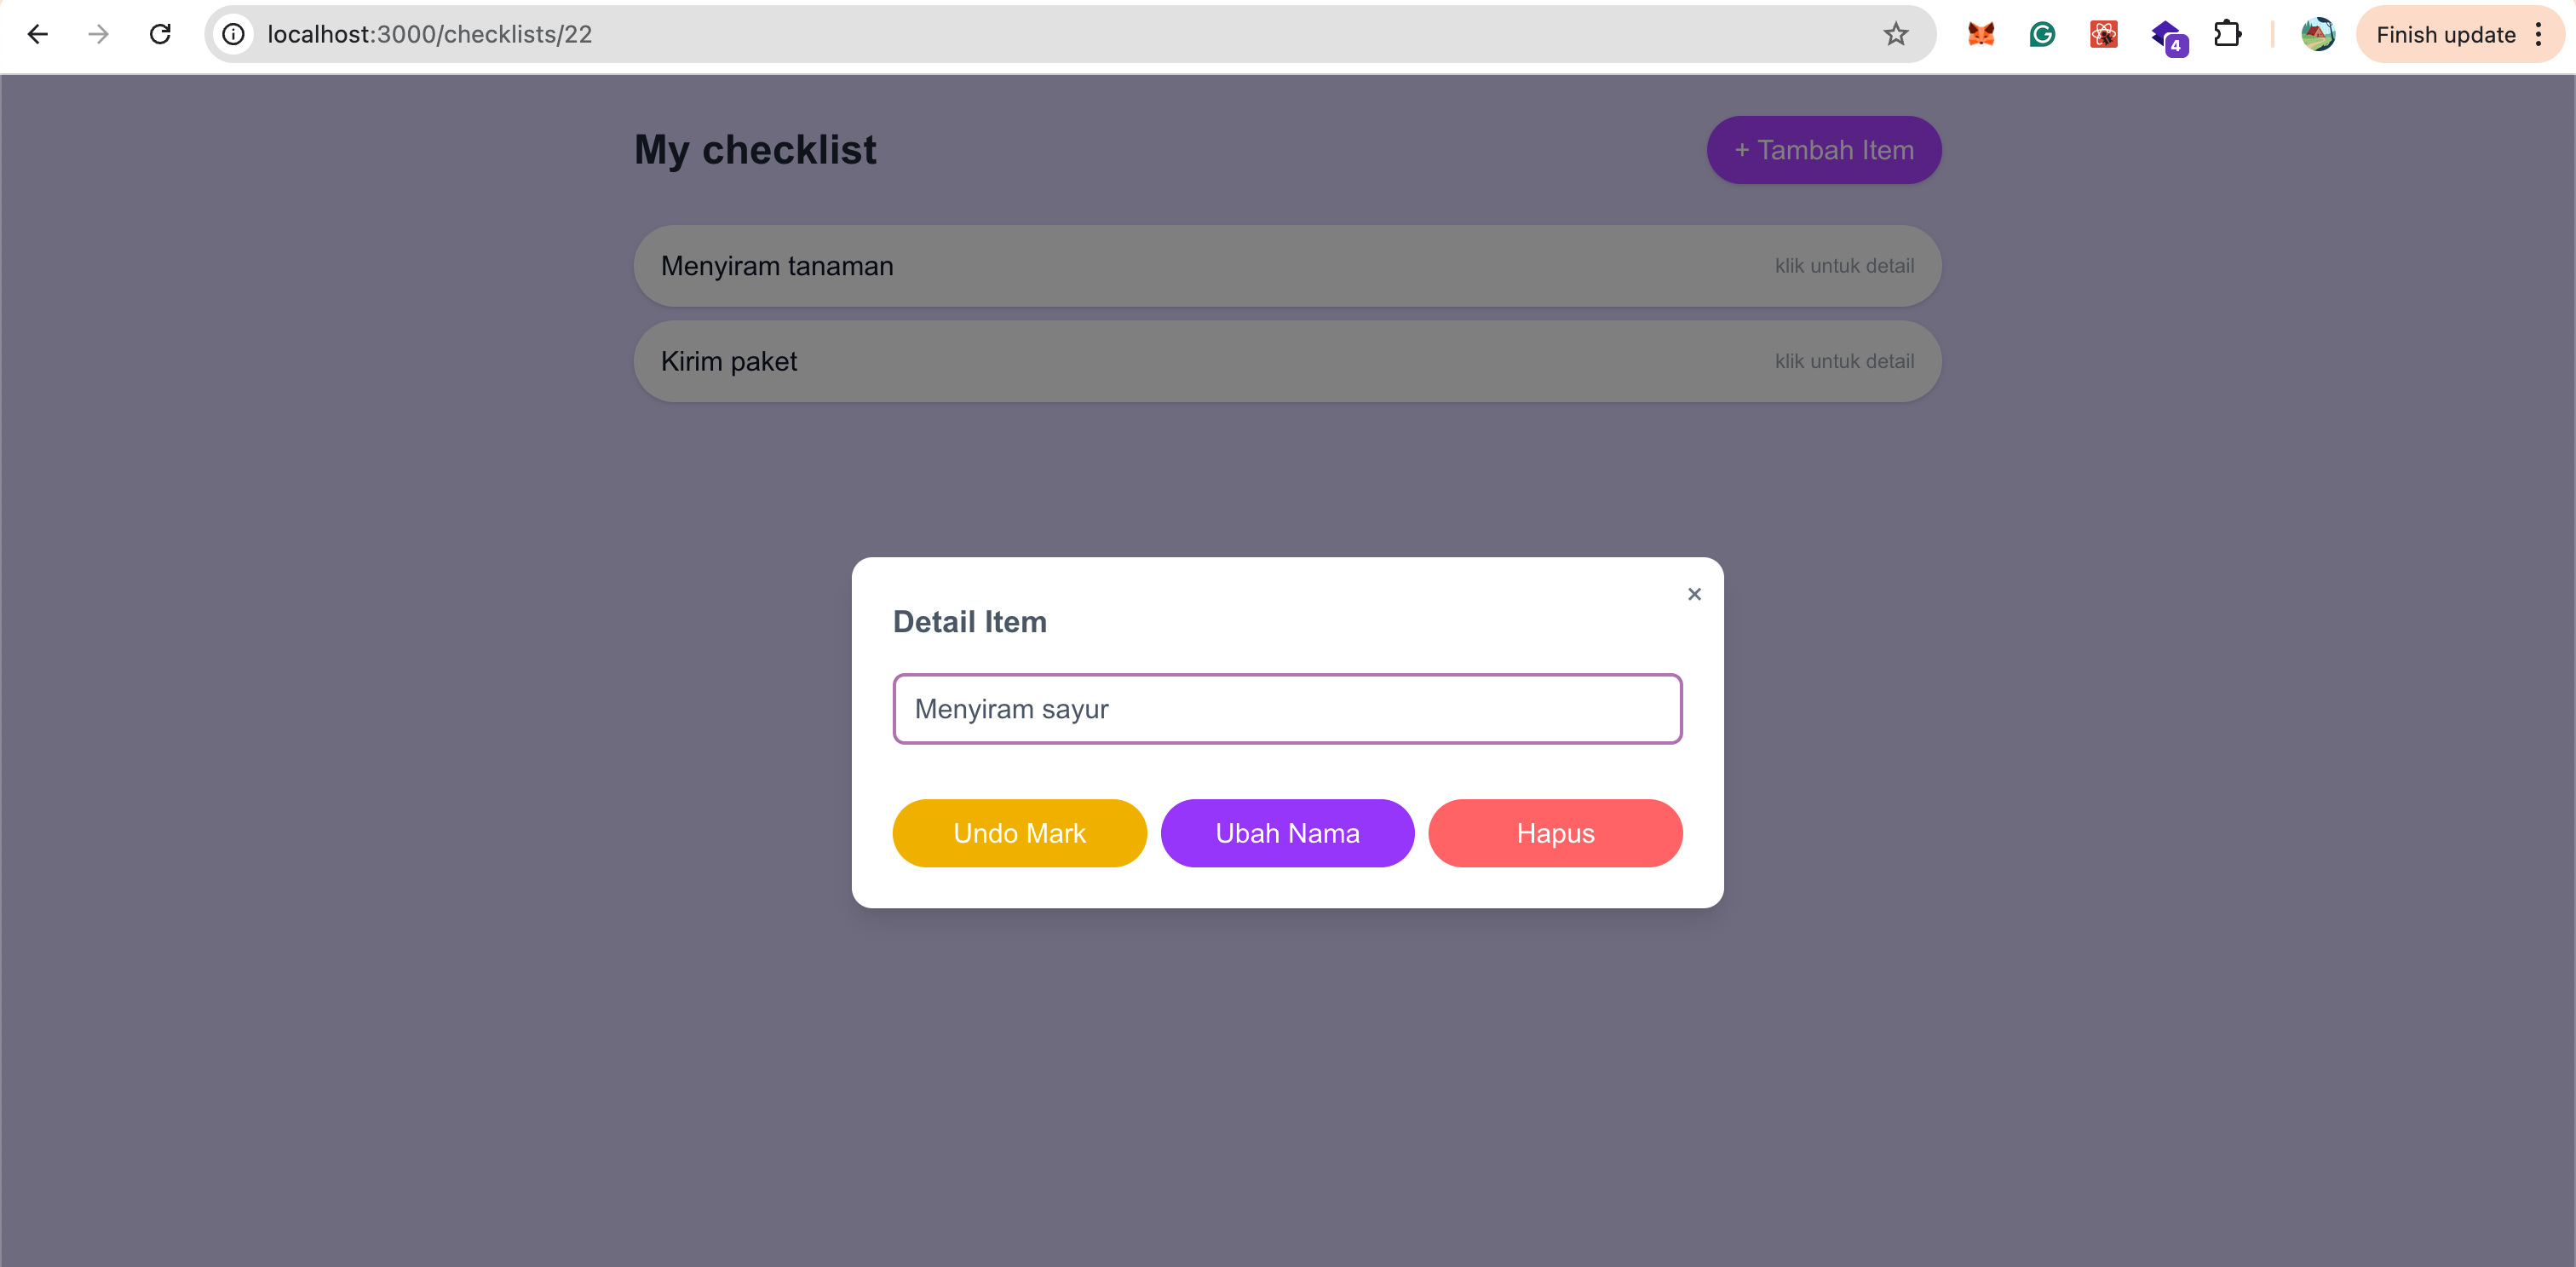 localhost:3000/checklists/22
4
Finish update
My checklist
+ Tambah Item
Menyiram tanaman
klik untuk detail
Kirim paket
klik untuk detail
×
Detail Item
Menyiram sayur
Undo Mark
Ubah Nama
Hapus